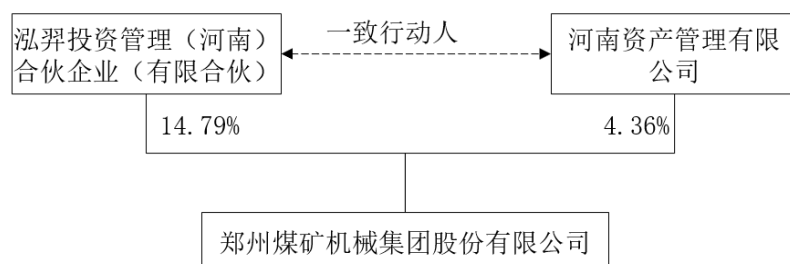 泓羿投资管理（河南）
合伙企业（有限合伙）
一致行动人
河南资产管理有限
公司
14.79%
4.36%
郑州煤矿机械集团股份有限公司